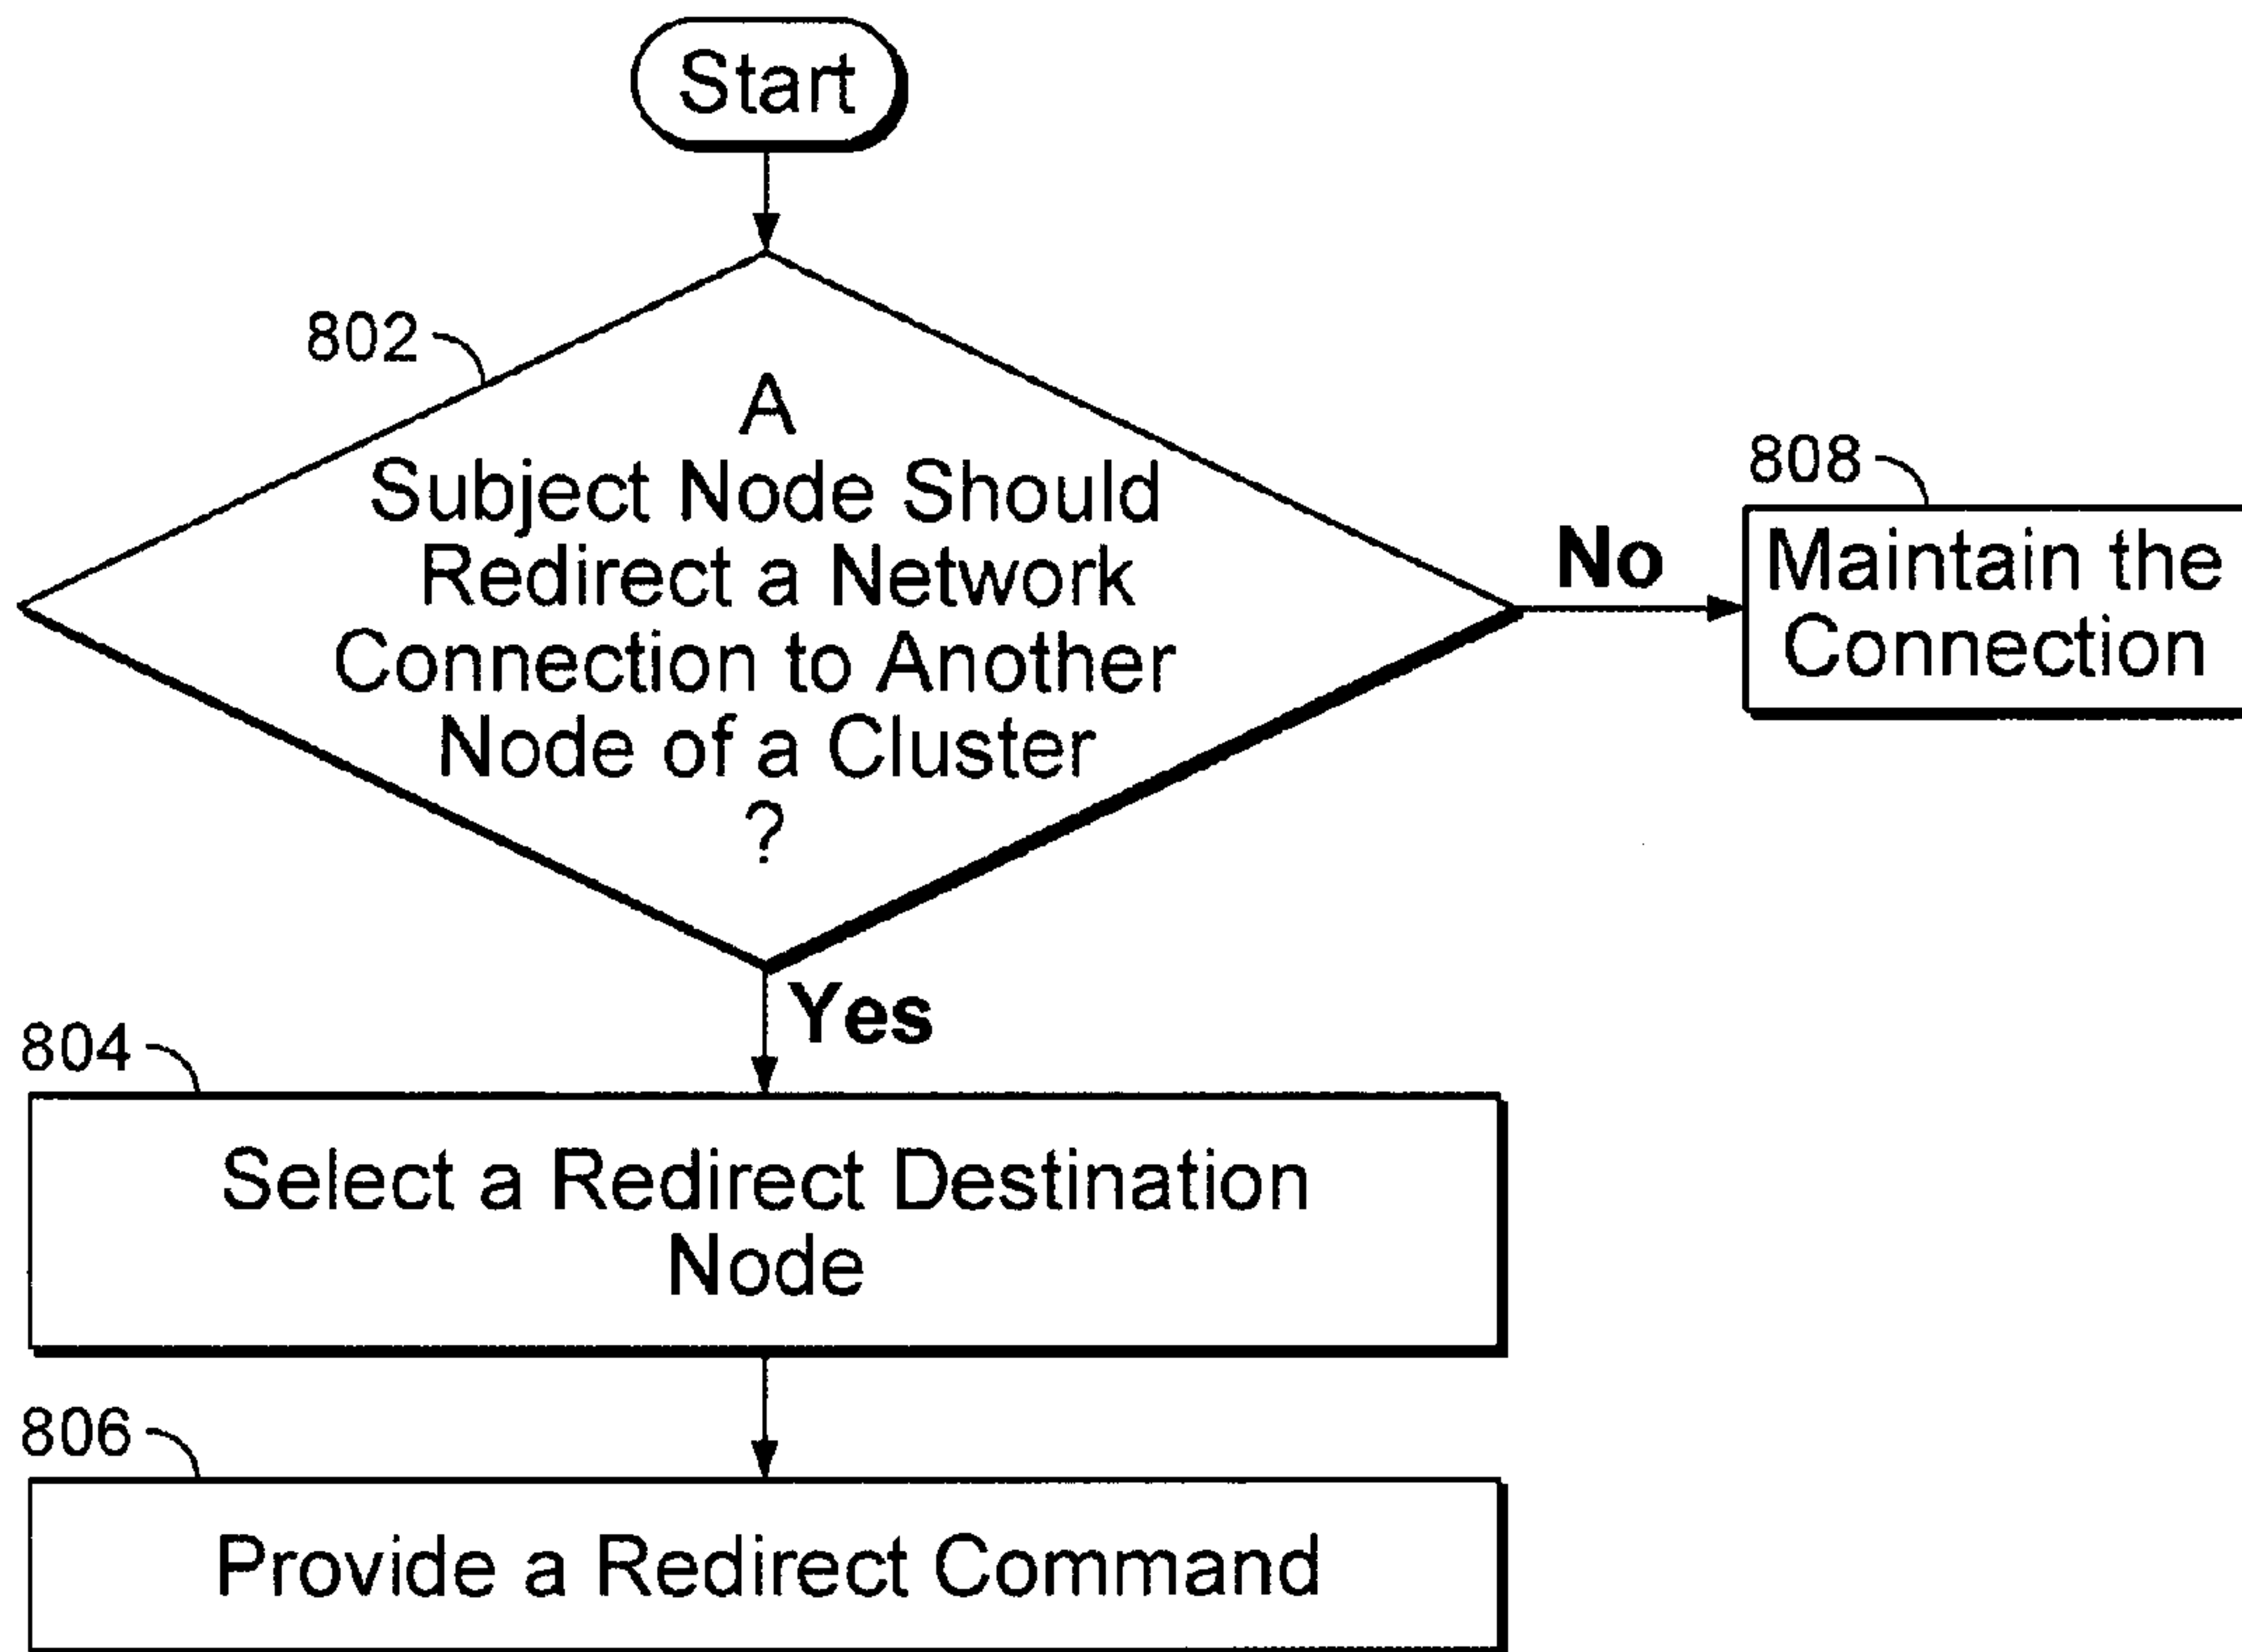 Start
802
A
Subject Node Should
Redirect a Network
Connection to Another
Node of a Cluster
?
No
808
Maintain the
Connection
Yes
804
Select a Redirect Destination
Node
806
Provide a Redirect Command